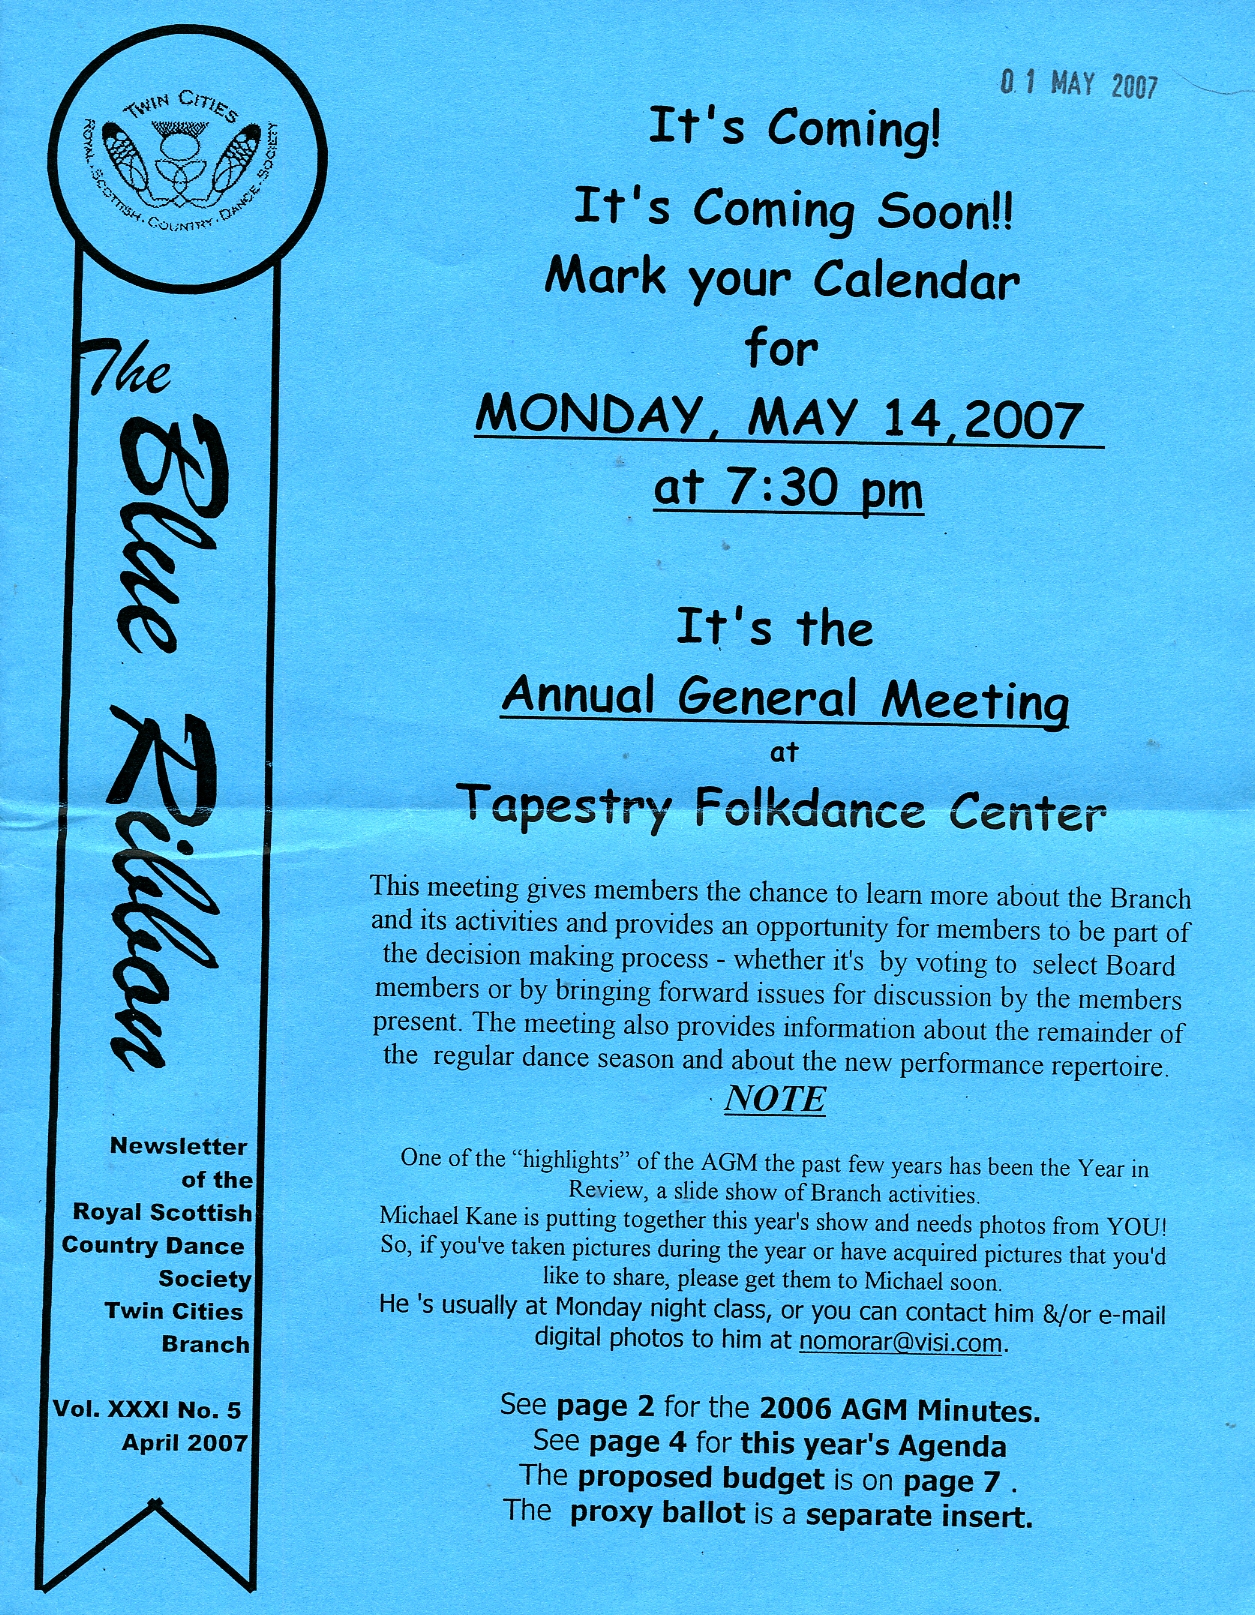 TWIN CITIES
ROYAL · SCOTTISH · COUNTRY · DANCE · SOCIETY
The
Blue Ribbon
Newsletter
of the
Royal Scottish
Country Dance
Society
Twin Cities
Branch
Vol. XXXI No. 5
April 2007
01 MAY 2007
It's Coming!
It's Coming Soon!!
Mark your Calendar
for
MONDAY, MAY 14,2007
at 7:30 pm
It's the
Annual General Meeting
at
Tapestry Folkdance Center
This meeting gives members the chance to learn more about the Branch
and its activities and provides an opportunity for members to be part of
the decision making process - whether it's by voting to select Board
members or by bringing forward issues for discussion by the members
present. The meeting also provides information about the remainder of
the regular dance season and about the new performance repertoire.
NOTE
One of the “highlights” of the AGM the past few years has been the Year in
Review, a slide show of Branch activities.
Michael Kane is putting together this year's show and needs photos from YOU!
So, if you've taken pictures during the year or have acquired pictures that you'd
like to share, please get them to Michael soon.
He 's usually at Monday night class, or you can contact him &/or e-mail
digital photos to him at nomorar@visi.com.
See page 2 for the 2006 AGM Minutes.
See page 4 for this year's Agenda
The proposed budget is on page 7 .
The proxy ballot is a separate insert.